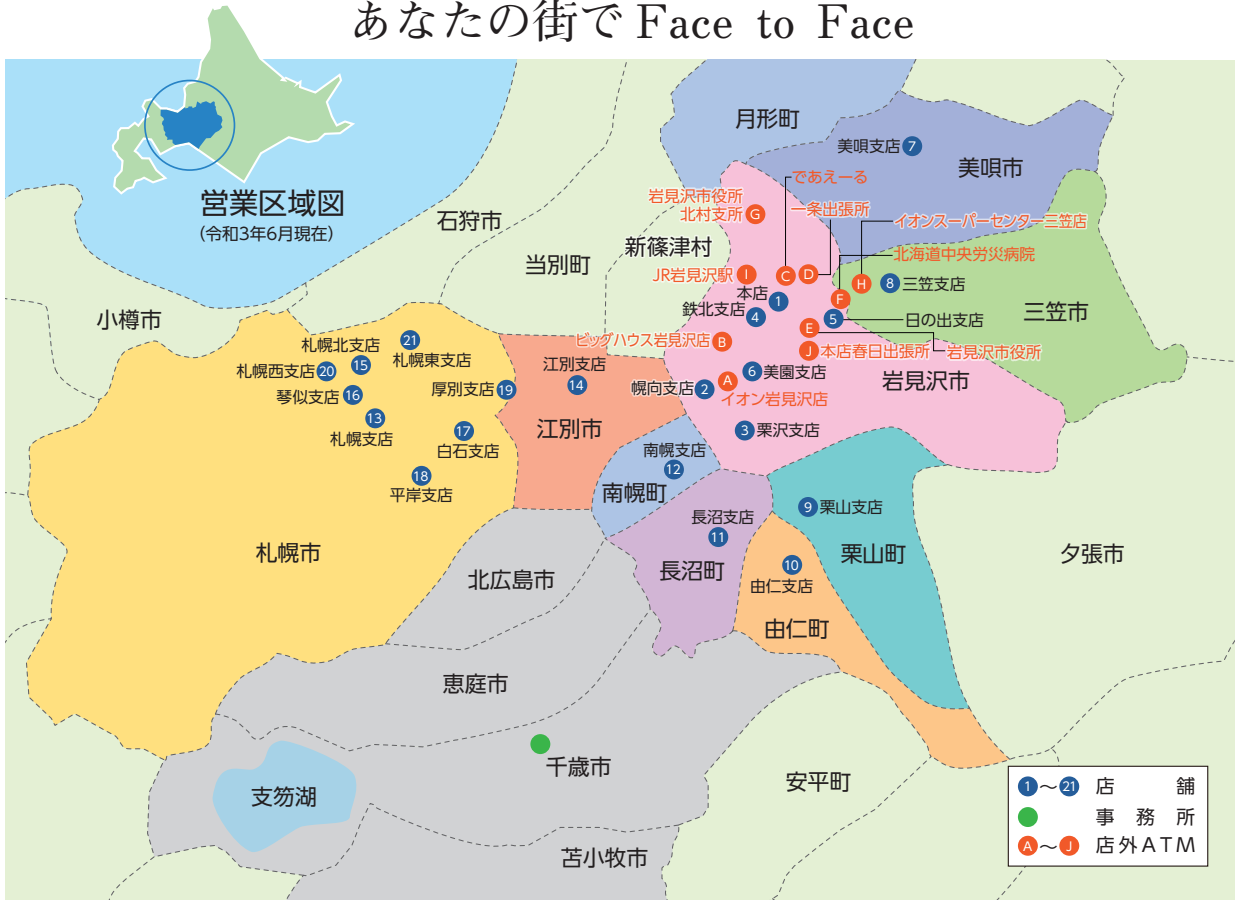 あなたの街で Face to Face
営業区域図
(令和3年6月現在)
月形町
美唄支店 7
美唄市
であえーる
岩見沢市役所
北村支所 G
一条出張所
イオンスーパーセンター三笠店
石狩市
新篠津村
北海道中央労災病院
当別町
JR岩見沢駅 I
C
D
H
8 三笠支店
F
本店
1
鉄北支店
4
5
日の出支店
三笠市
小樽市
E
ビッグハウス岩見沢店 B
J 本店春日出張所
岩見沢市役所
札幌北支店
15
21
札幌東支店
札幌西支店 20
琴似支店 16
13
札幌支店
厚別支店 19
17
白石支店
18
平岸支店
江別支店
14
江別市
幌向支店 2
A
イオン岩見沢店
6 美園支店
岩見沢市
3 栗沢支店
南幌支店
12
南幌町
長沼支店
11
長沼町
9 栗山支店
栗山町
10
由仁支店
由仁町
夕張市
札幌市
北広島市
恵庭市
千歳市
支笏湖
安平町
苫小牧市
1～21 店舗
事務所
A～J 店外ATM